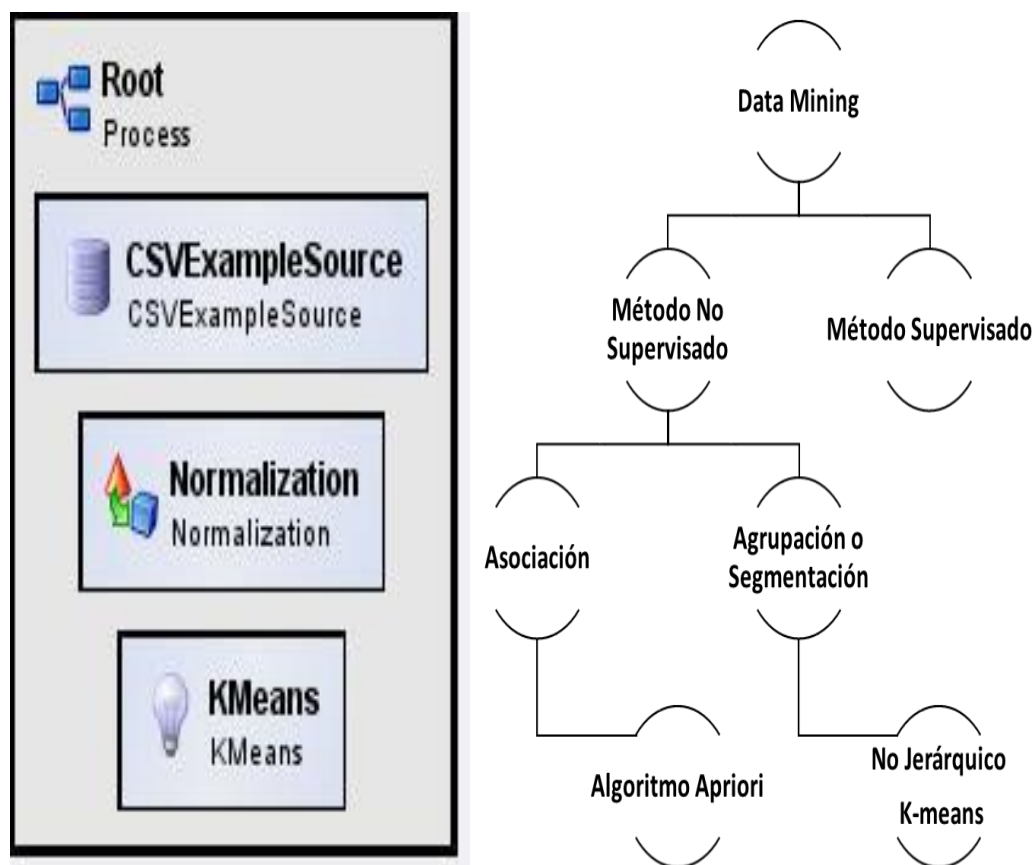 Root
Process
CSVExampleSource
CSVExampleSource
Normalization
Normalization
KMeans
KMeans
Data Mining
Método No
Supervisado
Método Supervisado
Asociación
Agrupación o
Segmentación
Algoritmo Apriori
No Jerárquico
K-means